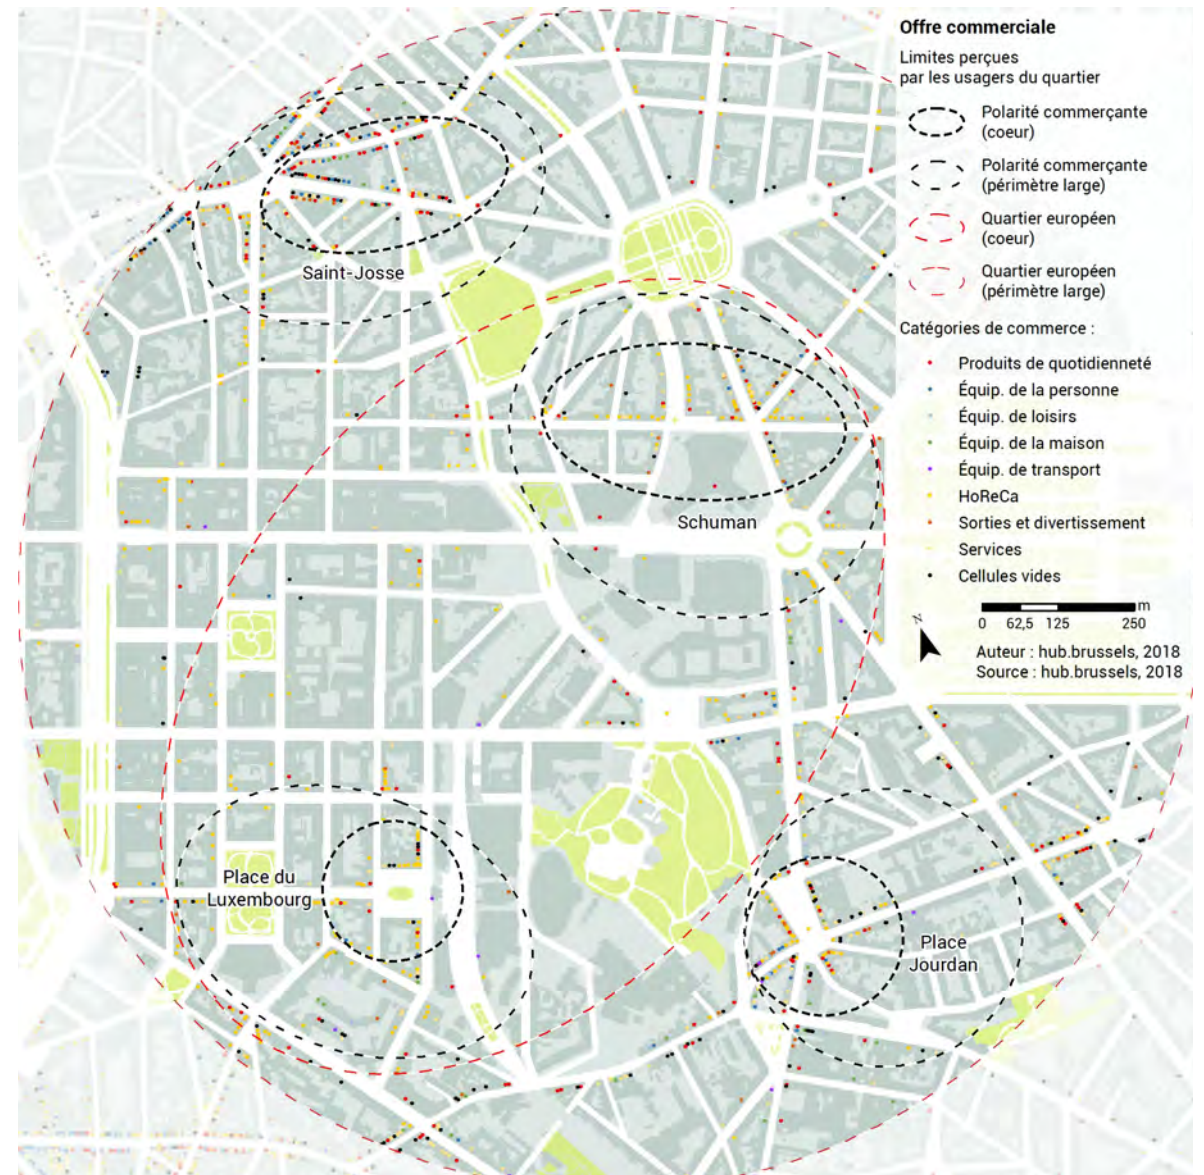 Offre commerciale
Limites perçues
par les usagers du quartier
Polarité commerçante
(coeur)
Polarité commerçante
(périmètre large)
Quartier européen
(coeur)
Quartier européen
(périmètre large)
Catégories de commerce :
Produits de quotidienneté
Équip. de la personne
Équip. de loisirs
Équip. de la maison
Équip. de transport
HoReCa
Sorties et divertissement
Services
Cellules vides
N
m
0 62,5 125 250
Auteur : hub.brussels, 2018
Source : hub.brussels, 2018
Saint-Josse
Schuman
Place du
Luxembourg
Place
Jourdan